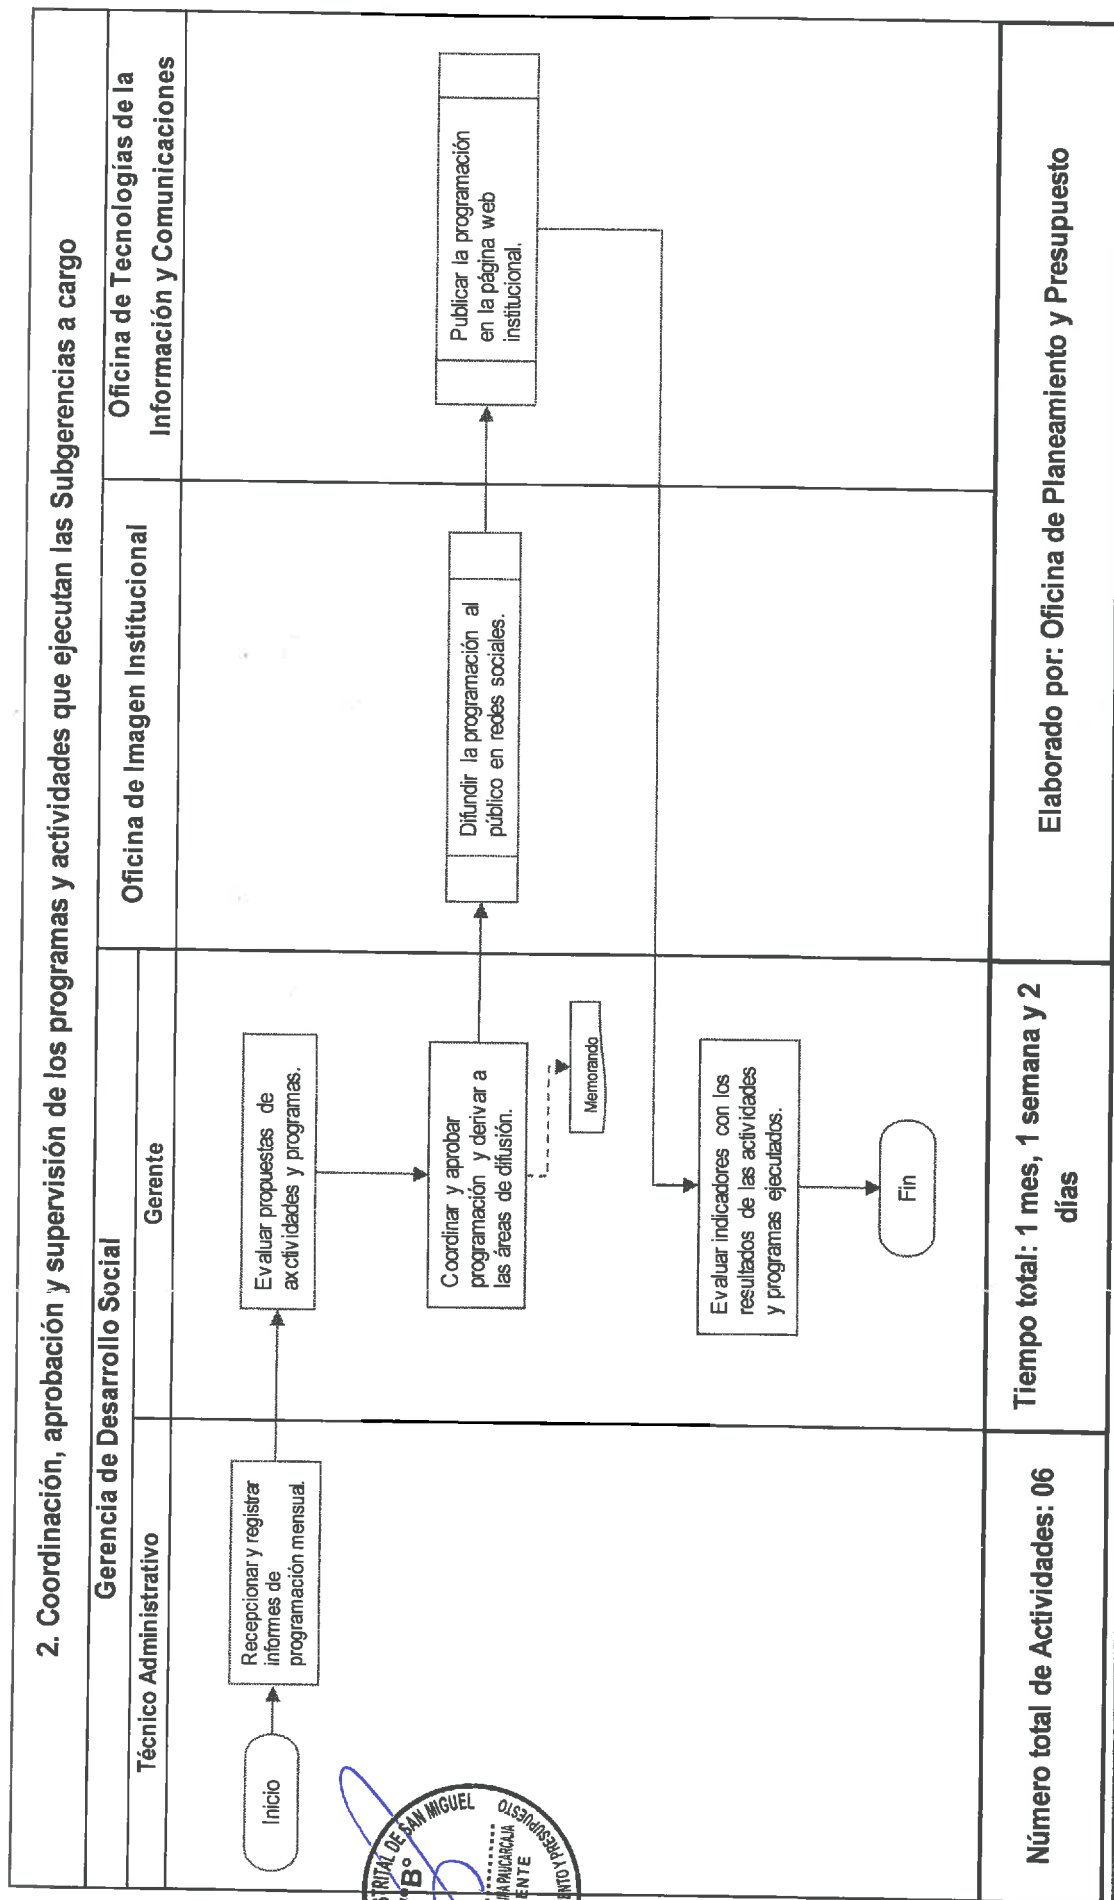 2. Coordinación, aprobación y supervisión de los programas y actividades que ejecutan las Subgerencias a cargo
Gerencia de Desarrollo Social
Técnico Administrativo
Gerente
Oficina de Imagen Institucional
Oficina de Tecnologías de la
Información y Comunicaciones
Inicio
Recepcionar y registrar
informes de
programación mensual.
Evaluar propuestas de
axctividades y programas.
Coordinar y aprobar
programación y derivar a
las áreas de difusión.
Memorando
Difundir la programación al
público en redes sociales.
Publicar la programación
en la página web
institucional.
Evaluar indicadores con los
resultados de las actividades
y programas ejecutados.
Fin
Número total de Actividades: 06
Tiempo total: 1 mes, 1 semana y 2
días
Elaborado por: Oficina de Planeamiento y Presupuesto
DE SAN MIGUEL
B°
PAUCARCAJA
ENTE
Y PRESUPUESTO